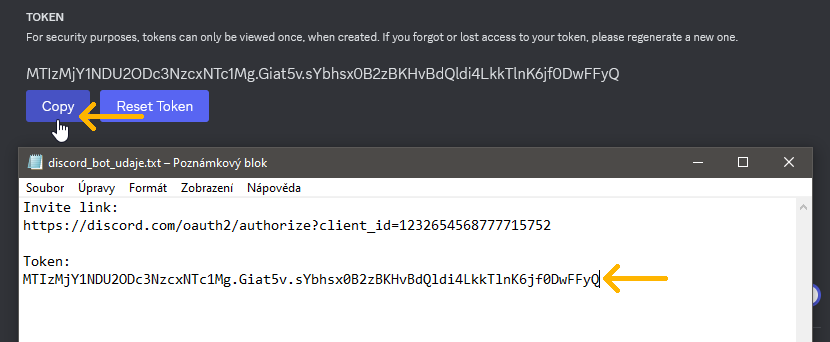 TOKEN
For security purposes, tokens can only be viewed once, when created. If you forgot or lost access to your token, please regenerate a new one.
MTIzMjY1NDU2ODc3NzcxNTc1Mg.Giat5v.sYbhsx0B2zBKHvBdQldi4LkkTlnK6jf0DwFFyQ
Copy Reset Token
discord_bot_udaje.txt – Poznámkový blok
Soubor Úpravy Formát Zobrazení Nápověda
Invite link:
https://discord.com/oauth2/authorize?client_id=1232654568777715752
Token:
MTIzMjY1NDU2ODc3NzcxNTc1Mg.Giat5v.sYbhsx0B2zBKHvBdQldi4LkkTlnK6jf0DwFFyQ